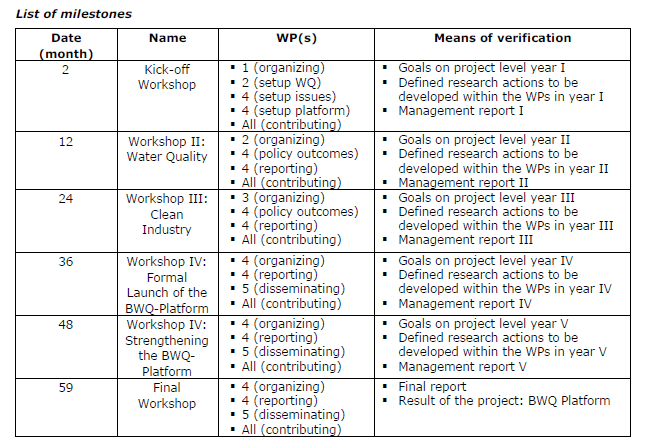 List of milestones
Date (month) Name WP(s) Means of verification
2 Kick-off Workshop
▪ 1 (organizing)
▪ 2 (setup WQ)
▪ 4 (setup issues)
▪ 4 (setup platform)
▪ All (contributing)
▪ Goals on project level year I
▪ Defined research actions to be
developed within the WPs in year I
▪ Management report I
12 Workshop II: Water Quality
▪ 2 (organizing)
▪ 4 (policy outcomes)
▪ 4 (reporting)
▪ All (contributing)
▪ Goals on project level year II
▪ Defined research actions to be
developed within the WPs in year II
▪ Management report II
24 Workshop III: Clean Industry
▪ 3 (organizing)
▪ 4 (policy outcomes)
▪ 4 (reporting)
▪ All (contributing)
▪ Goals on project level year III
▪ Defined research actions to be
developed within the WPs in year III
▪ Management report III
36 Workshop IV: Formal Launch of the BWQ-Platform
▪ 4 (organizing)
▪ 4 (reporting)
▪ 5 (disseminating)
▪ All (contributing)
▪ Goals on project level year IV
▪ Defined research actions to be
developed within the WPs in year IV
▪ Management report IV
48 Workshop IV: Strengthening the BWQ-Platform
▪ 4 (organizing)
▪ 4 (reporting)
▪ 5 (disseminating)
▪ All (contributing)
▪ Goals on project level year V
▪ Defined research actions to be
developed within the WPs in year V
▪ Management report V
59 Final Workshop
▪ 4 (organizing)
▪ 4 (reporting)
▪ 5 (disseminating)
▪ All (contributing)
▪ Final report
▪ Result of the project: BWQ Platform